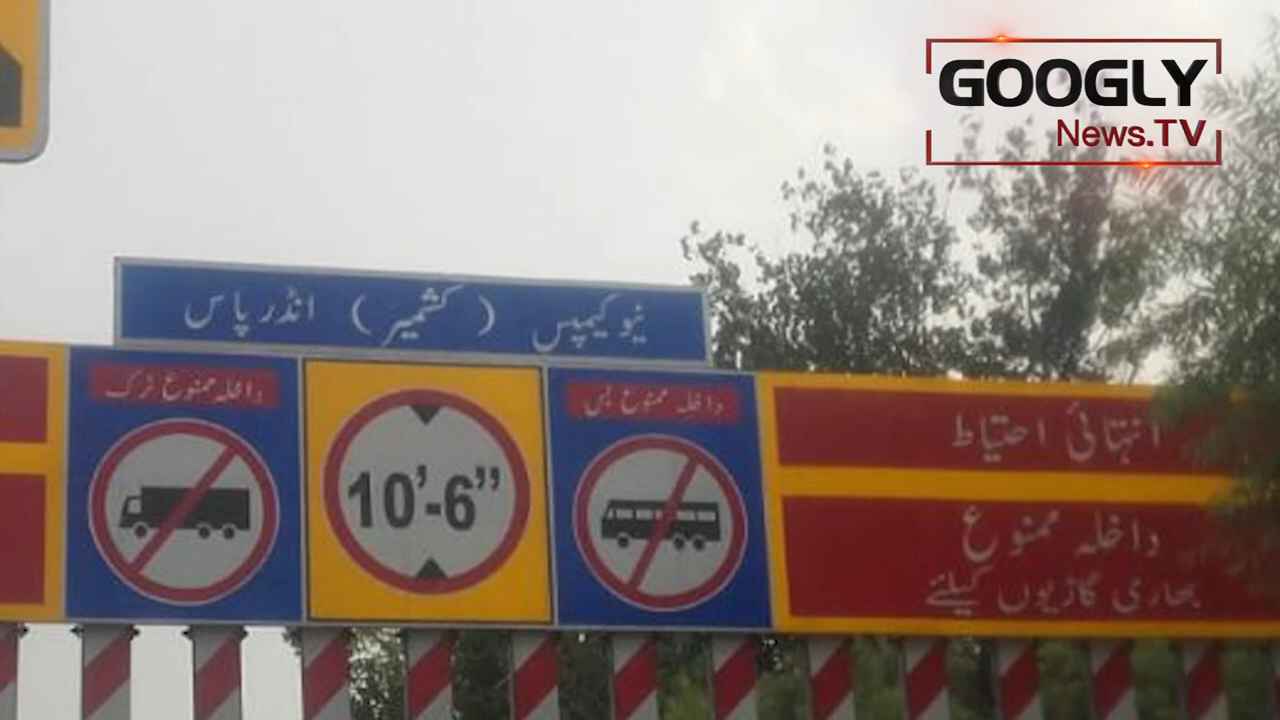 GOOGLY
News.TV
نیو کیمپس (کشمیر) انڈر پاس
داخلہ ممنوع ٹرک
10'-6"
داخلہ ممنوع بس
انتہائی احتیاط
داخلہ ممنوع
بھاری گاڑیوں کیلئے